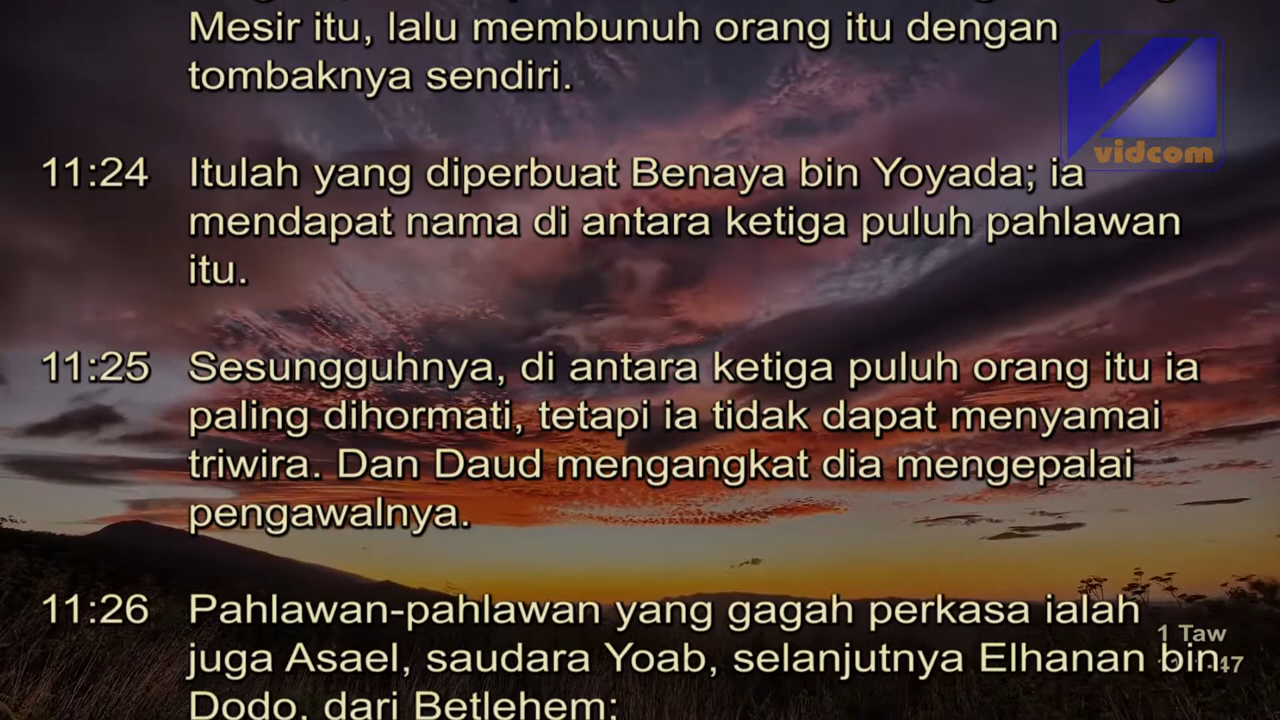 Mesir itu, lalu membunuh orang itu dengan
tombaknya sendiri.
vidcom
11:24 Itulah yang diperbuat Benaya bin Yoyada; ia
mendapat nama di antara ketiga puluh pahlawan
itu.
11:25 Sesungguhnya, di antara ketiga puluh orang itu ia
paling dihormati, tetapi ia tidak dapat menyamai
triwira. Dan Daud mengangkat dia mengepalai
pengawalnya.
11:26 Pahlawan-pahlawan yang gagah perkasa ialah
juga Asael, saudara Yoab, selanjutnya Elhanan bin
Dodo, dari Betlehem;
1 Taw